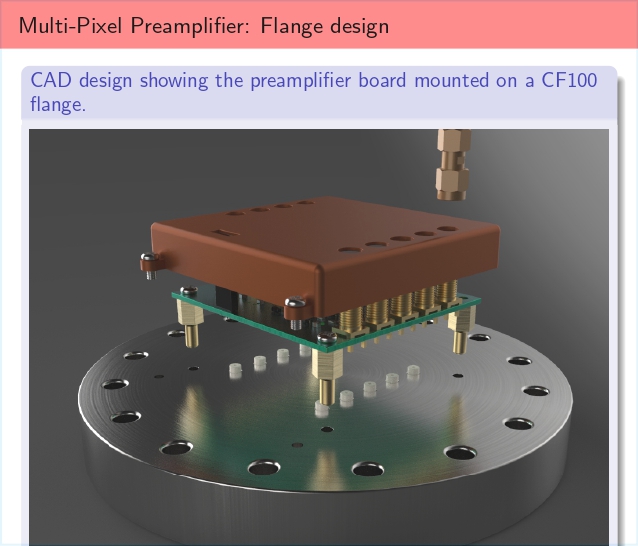 Multi-Pixel Preamplifier: Flange design
CAD design showing the preamplifier board mounted on a CF100
flange.